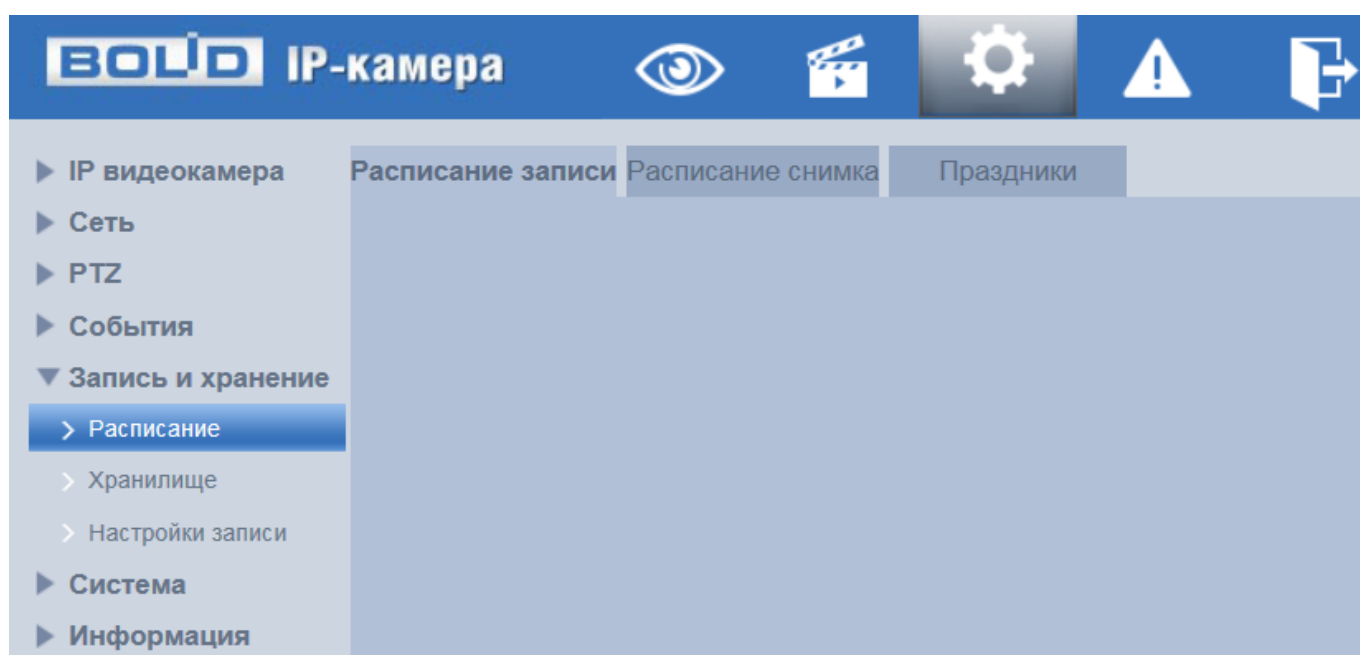 BOLID IP-камера
IP видеокамера
Сеть
PTZ
События
Запись и хранение
Расписание
Хранилище
Настройки записи
Система
Информация
Расписание записи Расписание снимка Праздники